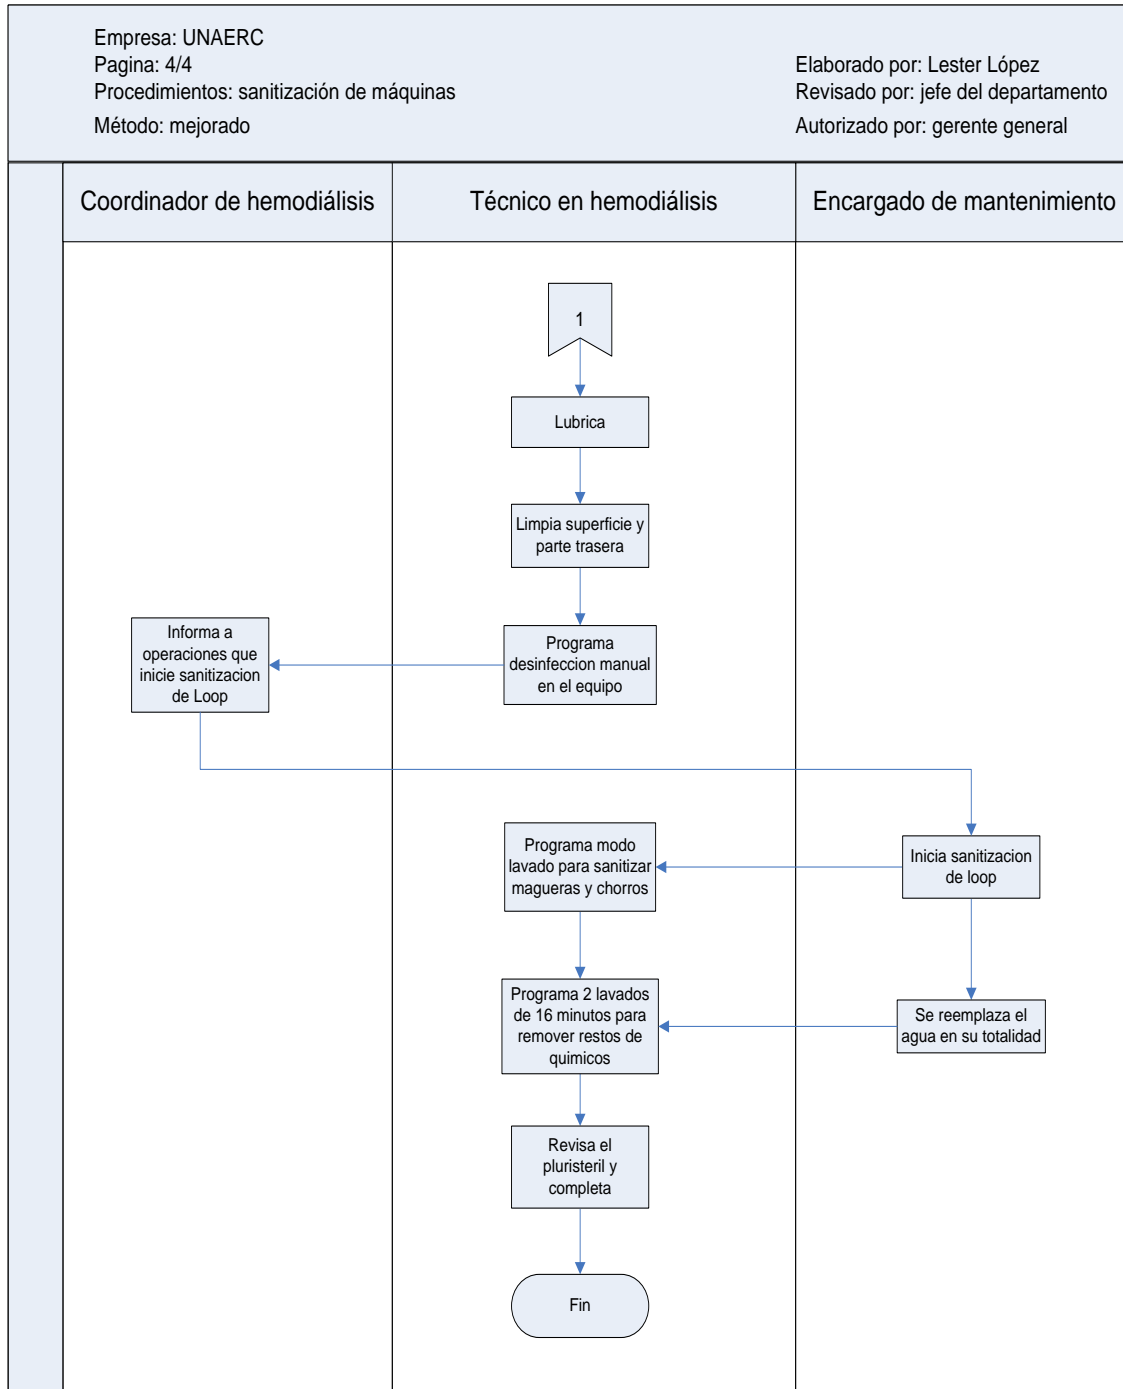 Empresa: UNAERC
Pagina: 4/4
Procedimientos: sanitización de máquinas
Método: mejorado
Elaborado por: Lester López
Revisado por: jefe del departamento
Autorizado por: gerente general
Coordinador de hemodiálisis
Técnico en hemodiálisis
Encargado de mantenimiento
1
Lubrica
Limpia superficie y
parte trasera
Programa
desinfeccion manual
en el equipo
Informa a
operaciones que
inicie sanitizacion
de Loop
Inicia sanitizacion
de loop
Programa modo
lavado para sanitizar
magueras y chorros
Se reemplaza el
agua en su totalidad
Programa 2 lavados
de 16 minutos para
remover restos de
quimicos
Revisa el
pluristeril y
completa
Fin